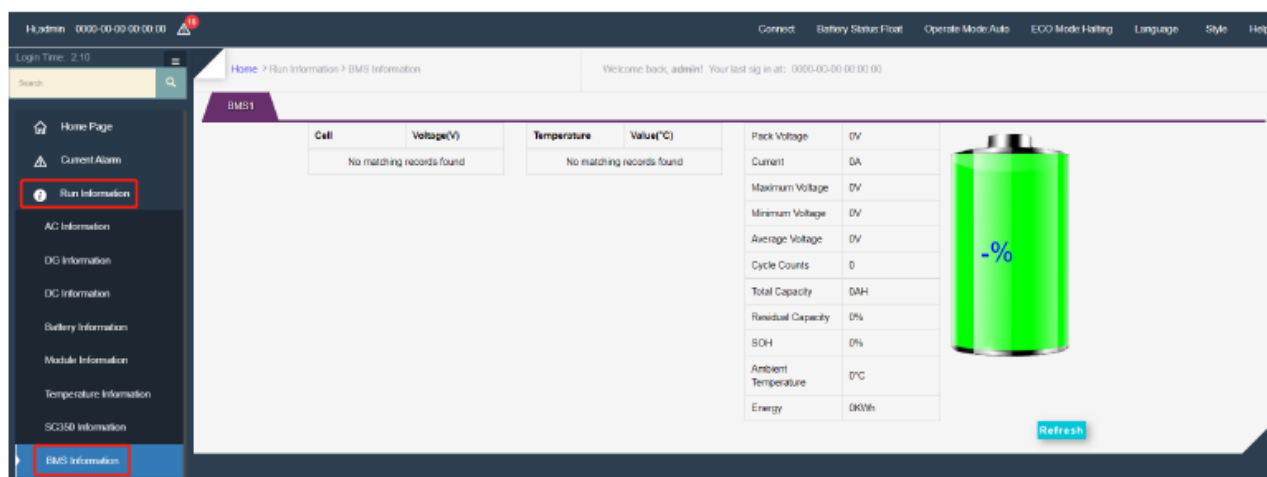 Hi,admin 0000-00-00 00:00:00 16 Connect Battery Status:Float Operate Mode:Auto ECO Mode:Halting Language Style Help
Login Time: 2:10
Search
Home > Run Information > BMS Information Welcome back, admin! Your last sig in at: 0000-00-00 00:00:00
BMS1
Home Page
Current Alarm
Run Information
AC Information
DG Information
DC Information
Battery Information
Module Information
Temperature Information
SC350 Information
BMS Information
Cell Voltage(V)
No matching records found
Temperature Value(°C)
No matching records found
Pack Voltage 0V
Current 0A
Maximum Voltage 0V
Minimum Voltage 0V
Average Voltage 0V
Cycle Counts 0
Total Capacity 0AH
Residual Capacity 0%
SOH 0%
Ambient
Temperature 0°C
Energy 0KWh
-%
Refresh